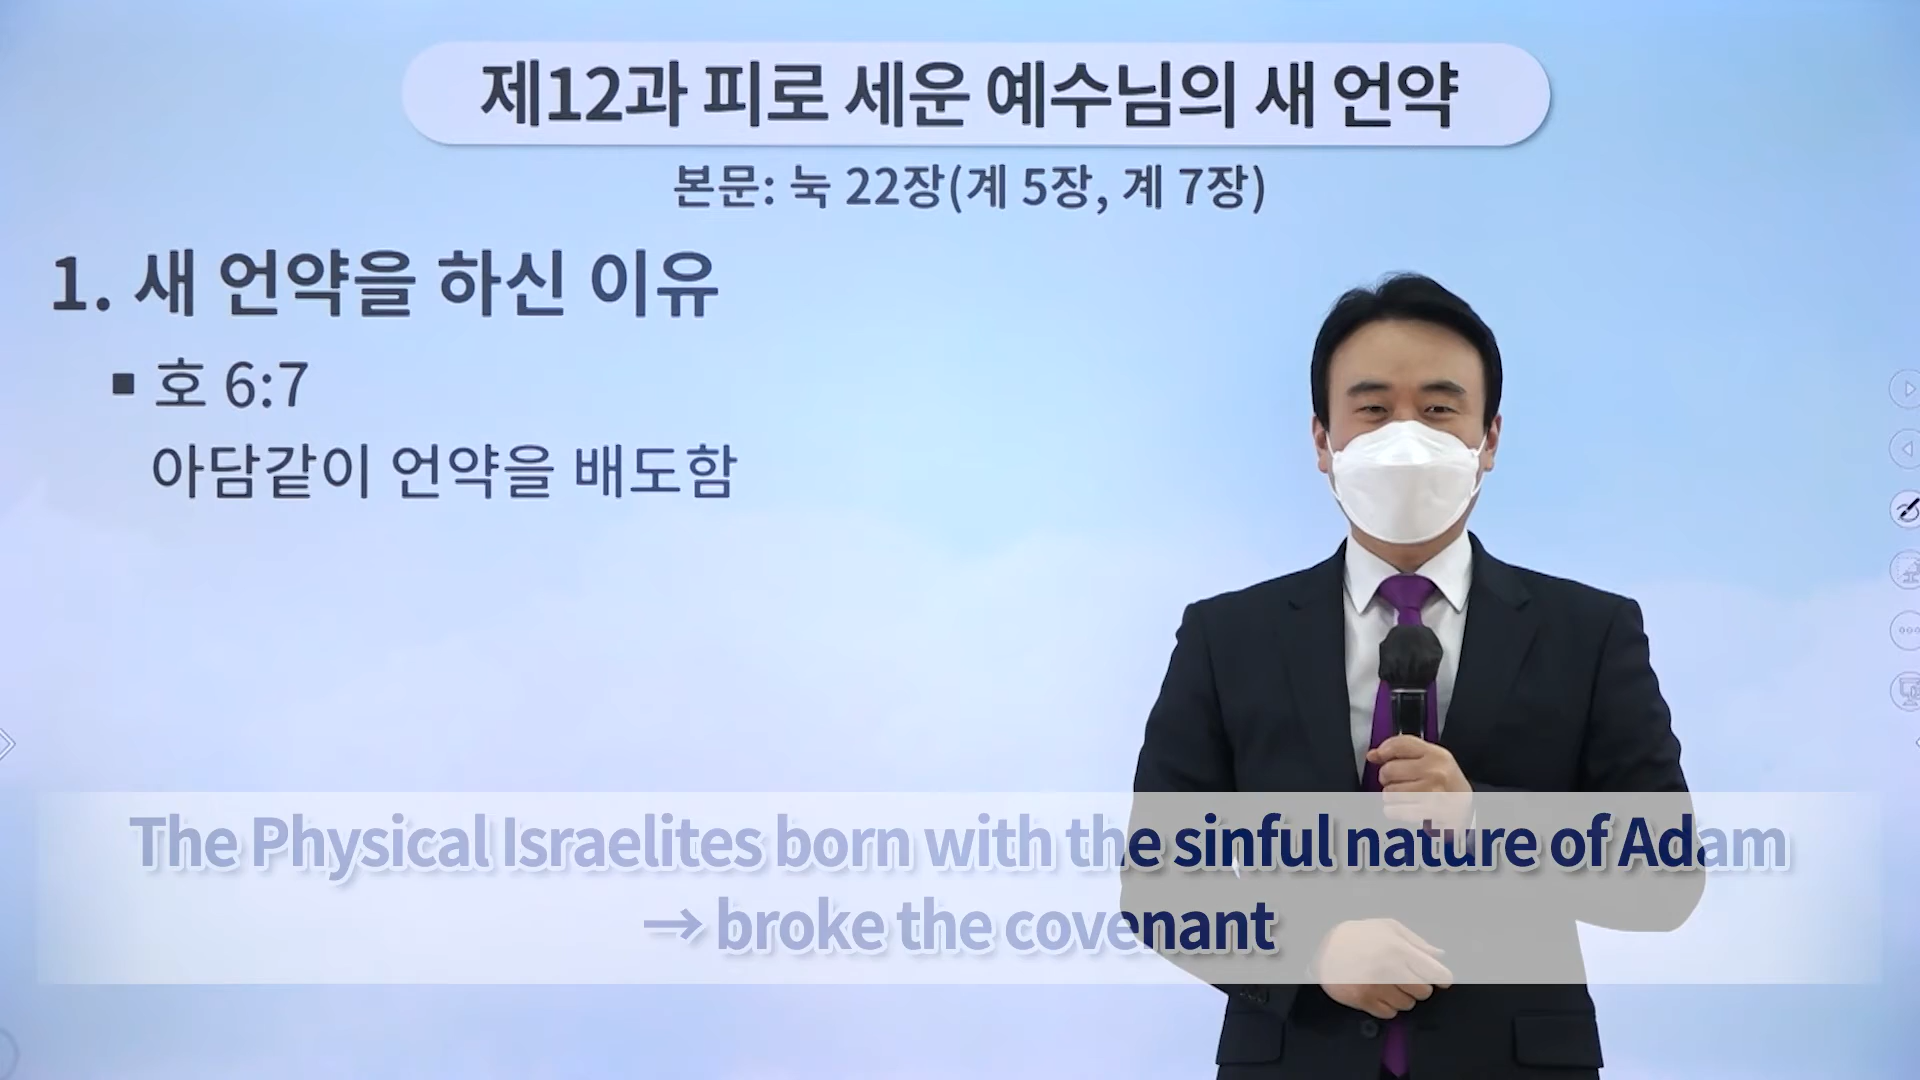 제12과 피로 세운 예수님의 새 언약
본문: 눅 22장(계 5장, 계 7장)
1. 새 언약을 하신 이유
▪ 호 6:7
아담같이 언약을 배도함
The Physical Israelites born with the sinful nature of Adam
→ broke the covenant